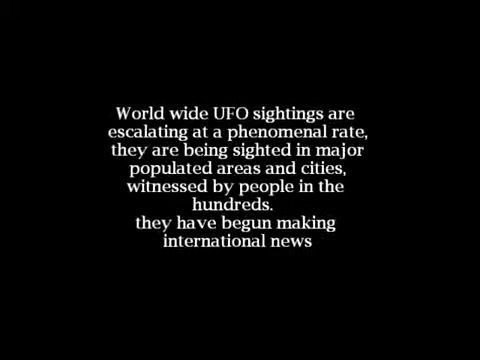 World wide UFO sightings are
escalating at a phenomenal rate,
they are being sighted in major
populated areas and cities,
witnessed by people in the
hundreds.
they have begun making
international news